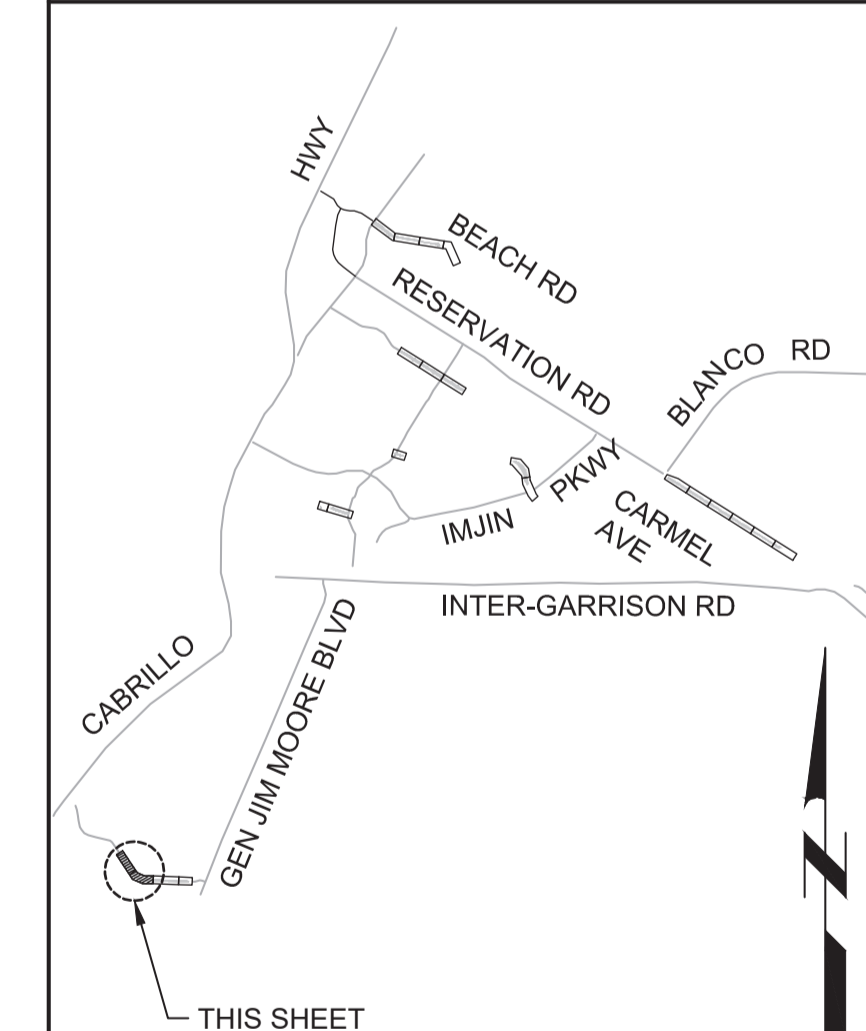 HWY
BEACH RD
RESERVATION RD
BLANCO RD
IMJIN PKWY
CARMEL
AVE
INTER-GARRISON RD
CABRILLO
GEN JIM MOORE BLVD
N
THIS SHEET